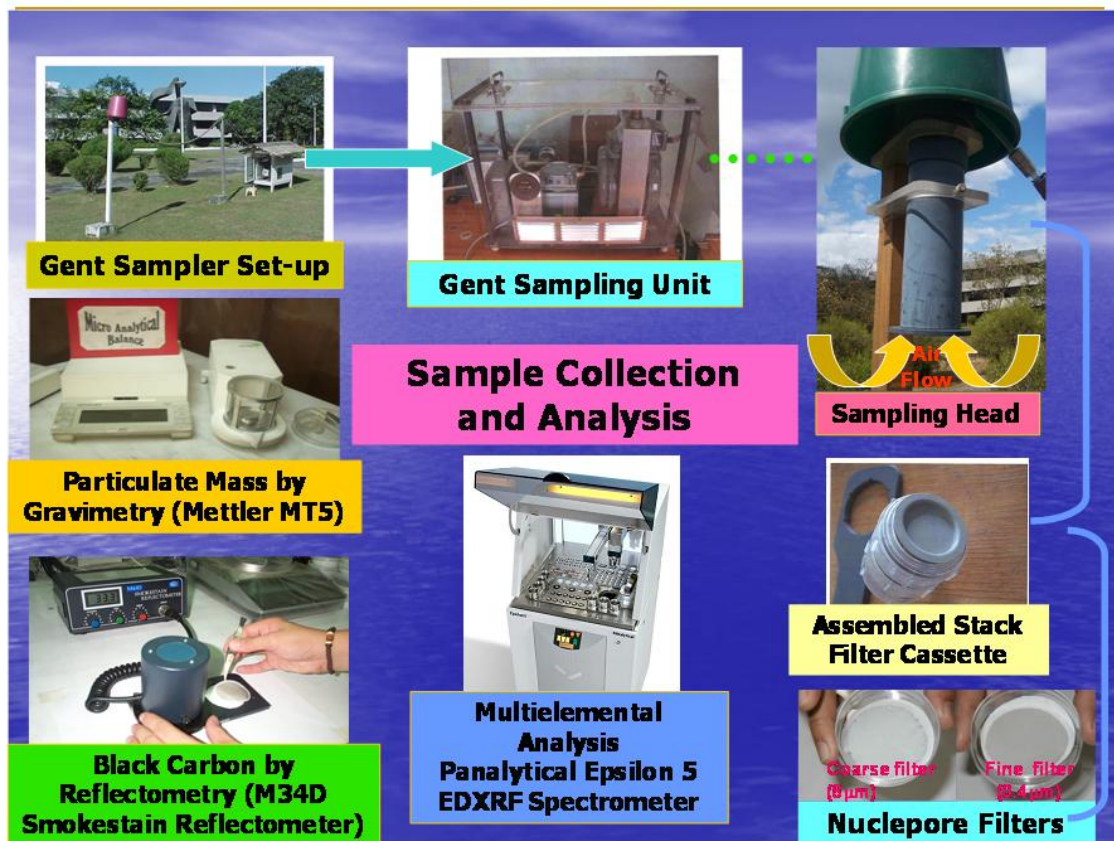 Gent Sampler Set-up
Gent Sampling Unit
Air
Flow
Sampling Head
Micro Analytical
Balance
Sample Collection
and Analysis
Particulate Mass by
Gravimetry (Mettler MT5)
SMOKESTAIN
REFLECTOMETER
Black Carbon by
Reflectometry (M34D
Smokestain Reflectometer)
Multielemental
Analysis
Panalytical Epsilon 5
EDXRF Spectrometer
Assembled Stack
Filter Cassette
Coarse filter
(8µm)
Fine filter
(0.4µm)
Nuclepore Filters